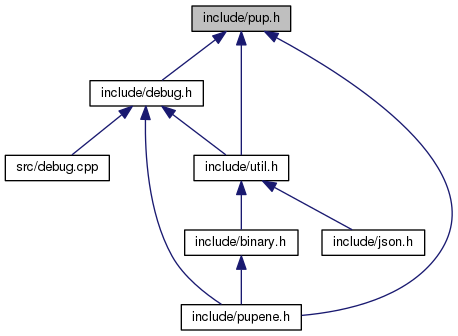 include/pup.h
include/debug.h
src/debug.cpp
include/util.h
include/binary.h
include/json.h
include/pupene.h